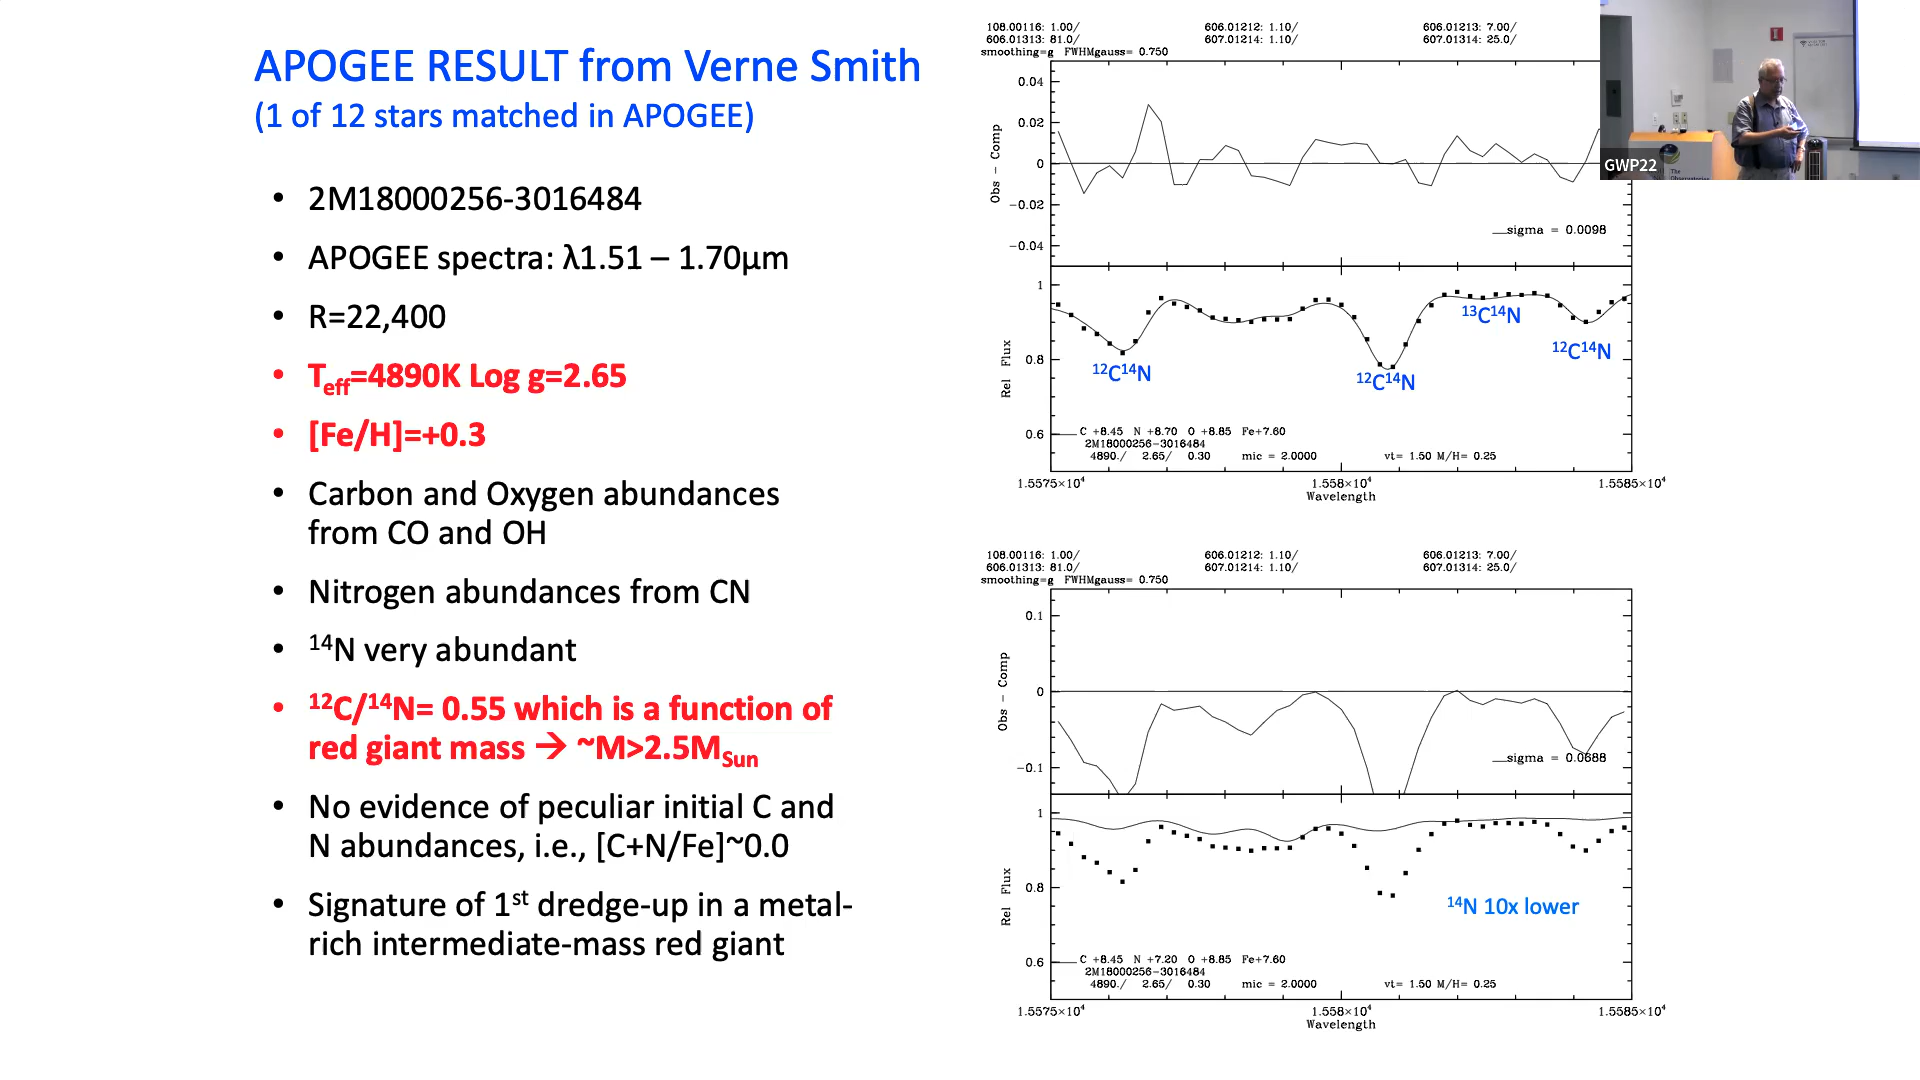 APOGEE RESULT from Verne Smith
(1 of 12 stars matched in APOGEE)
• 2M18000256-3016484
• APOGEE spectra: λ1.51 – 1.70μm
• R=22,400
• Teff=4890K Log g=2.65
• [Fe/H]=+0.3
• Carbon and Oxygen abundances
from CO and OH
• Nitrogen abundances from CN
• ¹⁴N very abundant
• ¹²C/¹⁴N= 0.55 which is a function of
red giant mass → ~M>2.5MSun
• No evidence of peculiar initial C and
N abundances, i.e., [C+N/Fe]~0.0
• Signature of 1st dredge-up in a metal-
rich intermediate-mass red giant
108.00116: 1.00/ 606.01212: 1.10/ 606.01213: 7.00/
606.01313: 81.0/ 607.01214: 1.10/ 607.01314: 25.0/
smoothing=g FWHMgauss= 0.750
0.04
0.02
0
−0.02
−0.04
Obs − Comp
sigma = 0.0098
1
0.8
0.6
Rel Flux
¹³C¹⁴N
¹²C¹⁴N
¹²C¹⁴N
¹²C¹⁴N
C +8.45 N +8.70 O +8.85 Fe+7.60
2M18000256−3016484
4890./ 2.65/ 0.30 mic = 2.0000 vt= 1.50 M/H= 0.25
1.5575×10⁴ 1.558×10⁴ 1.5585×10⁴
Wavelength
108.00116: 1.00/ 606.01212: 1.10/ 606.01213: 7.00/
606.01313: 81.0/ 607.01214: 1.10/ 607.01314: 25.0/
smoothing=g FWHMgauss= 0.750
0.1
0
−0.1
Obs − Comp
sigma = 0.0688
1
0.8
0.6
Rel Flux
¹⁴N 10x lower
C +8.45 N +7.20 O +8.85 Fe+7.60
2M18000256−3016484
4890./ 2.65/ 0.30 mic = 2.0000 vt= 1.50 M/H= 0.25
1.5575×10⁴ 1.558×10⁴ 1.5585×10⁴
Wavelength
GWP22
The
Observatories